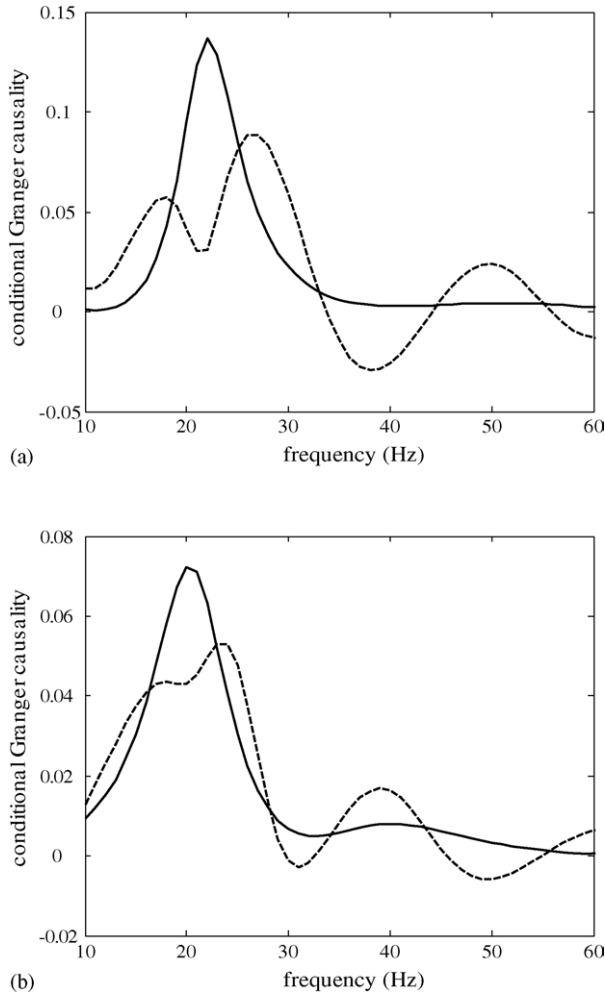 0.15
0.1
0.05
0
-0.05
conditional Granger causality
10 20 30 40 50 60
frequency (Hz)
(a)
0.08
0.06
0.04
0.02
0
-0.02
conditional Granger causality
10 20 30 40 50 60
frequency (Hz)
(b)